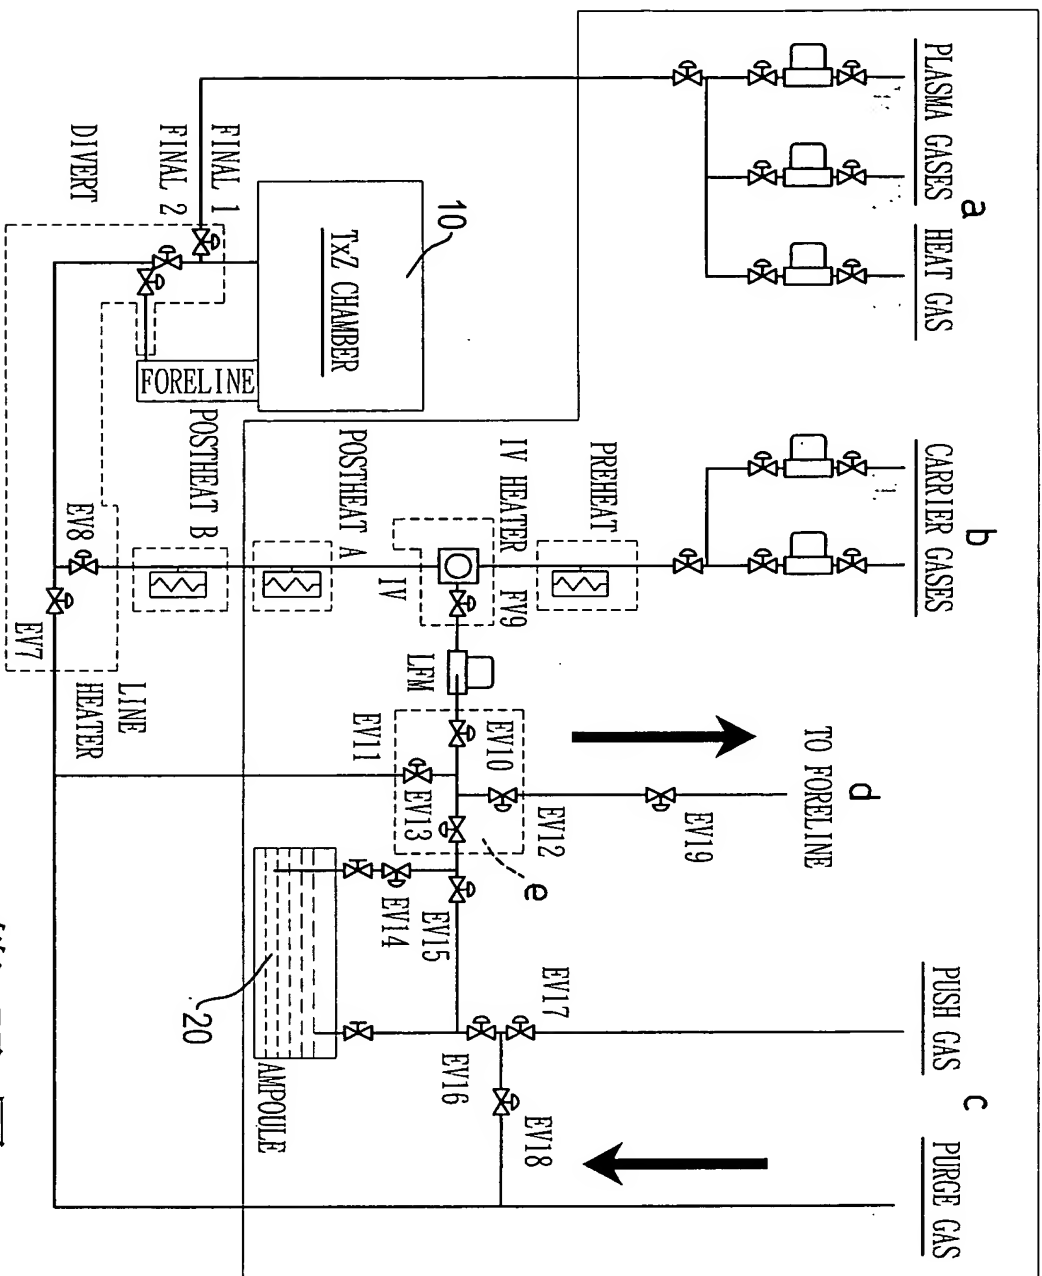 PLASMA GASES
HEAT GAS
a
CARRIER GASES
b
PUSH GAS
PURGE GAS
c
TO FORELINE
d
FINAL 1
FINAL 2
DIVERT
10
TxZ CHAMBER
FORELINE
PREHEAT
IV HEATER
IV
EV9
LFM
POSTHEAT A
POSTHEAT B
EV8
EV7
LINE
HEATER
EV10
EV11
EV12
EV13
EV19
e
EV14
EV15
EV16
EV17
EV18
20
AMPOULE